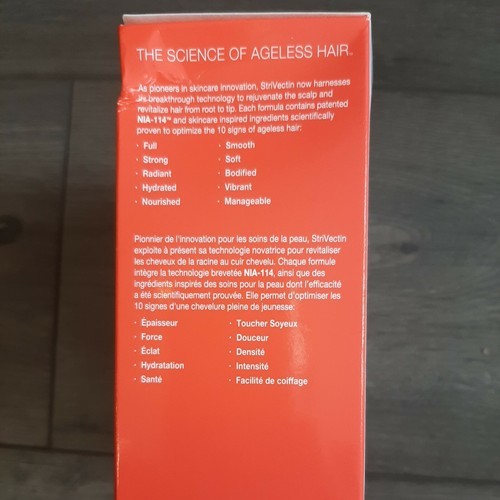 THE SCIENCE OF AGELESS HAIR™
As pioneers in skincare innovation, StriVectin now harnesses
its breakthrough technology to rejuvenate the scalp and
revitalize hair from root to tip. Each formula contains patented
NIA-114™ and skincare inspired ingredients scientifically
proven to optimize the 10 signs of ageless hair:
· Full
· Strong
· Radiant
· Hydrated
· Nourished
· Smooth
· Soft
· Bodified
· Vibrant
· Manageable
Pionnier de l'innovation pour les soins de la peau, StriVectin
exploite à présent sa technologie novatrice pour revitaliser
les cheveux de la racine au cuir chevelu. Chaque formule
intègre la technologie brevetée NIA-114, ainsi que des
ingrédients inspirés des soins pour la peau dont l'efficacité
a été scientifiquement prouvée. Elle permet d'optimiser les
10 signes d'une chevelure pleine de jeunesse:
· Épaisseur
· Force
· Éclat
· Hydratation
· Santé
· Toucher Soyeux
· Douceur
· Densité
· Intensité
· Facilité de coiffage